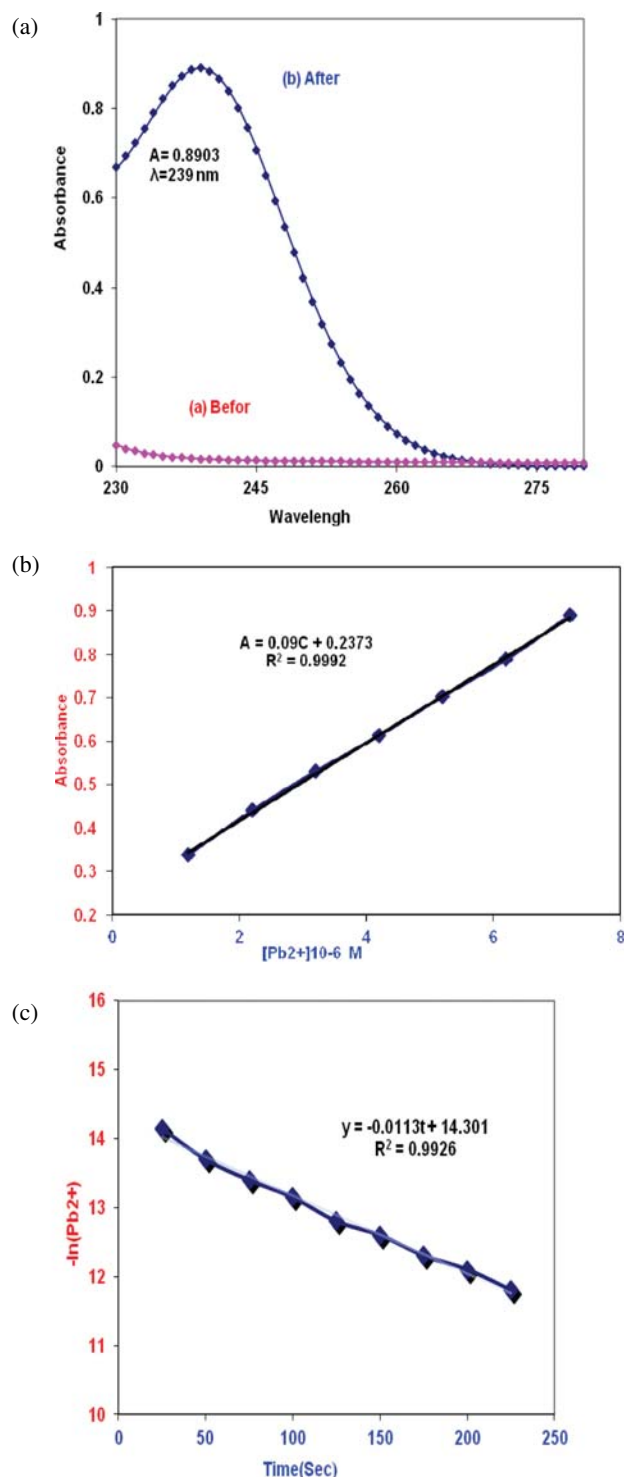 (a)
1
0.8
0.6
0.4
0.2
0
Absorbance
(b) After
A= 0.8903
λ=239 nm
(a) Befor
230 245 260 275
Wavelengh
(b)
1
0.9
0.8
0.7
0.6
0.5
0.4
0.3
0.2
Absorbance
A = 0.09C + 0.2373
R² = 0.9992
0 2 4 6 8
[Pb2+]10-6 M
(c)
16
15
14
13
12
11
10
-ln(Pb2+)
y = -0.0113t + 14.301
R² = 0.9926
0 50 100 150 200 250
Time(Sec)